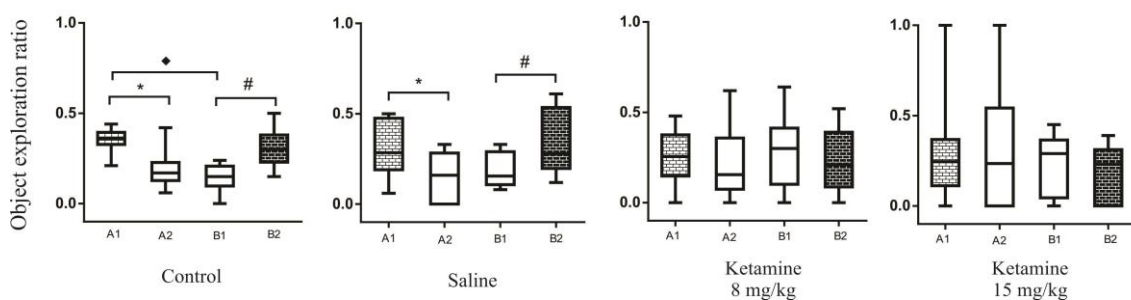 Object exploration ratio
1.0
0.5
0.0
◆
*
#
A1 A2 B1 B2
Control
1.0
0.5
0.0
*
#
A1 A2 B1 B2
Saline
1.0
0.5
0.0
A1 A2 B1 B2
Ketamine
8 mg/kg
1.0
0.5
0.0
A1 A2 B1 B2
Ketamine
15 mg/kg